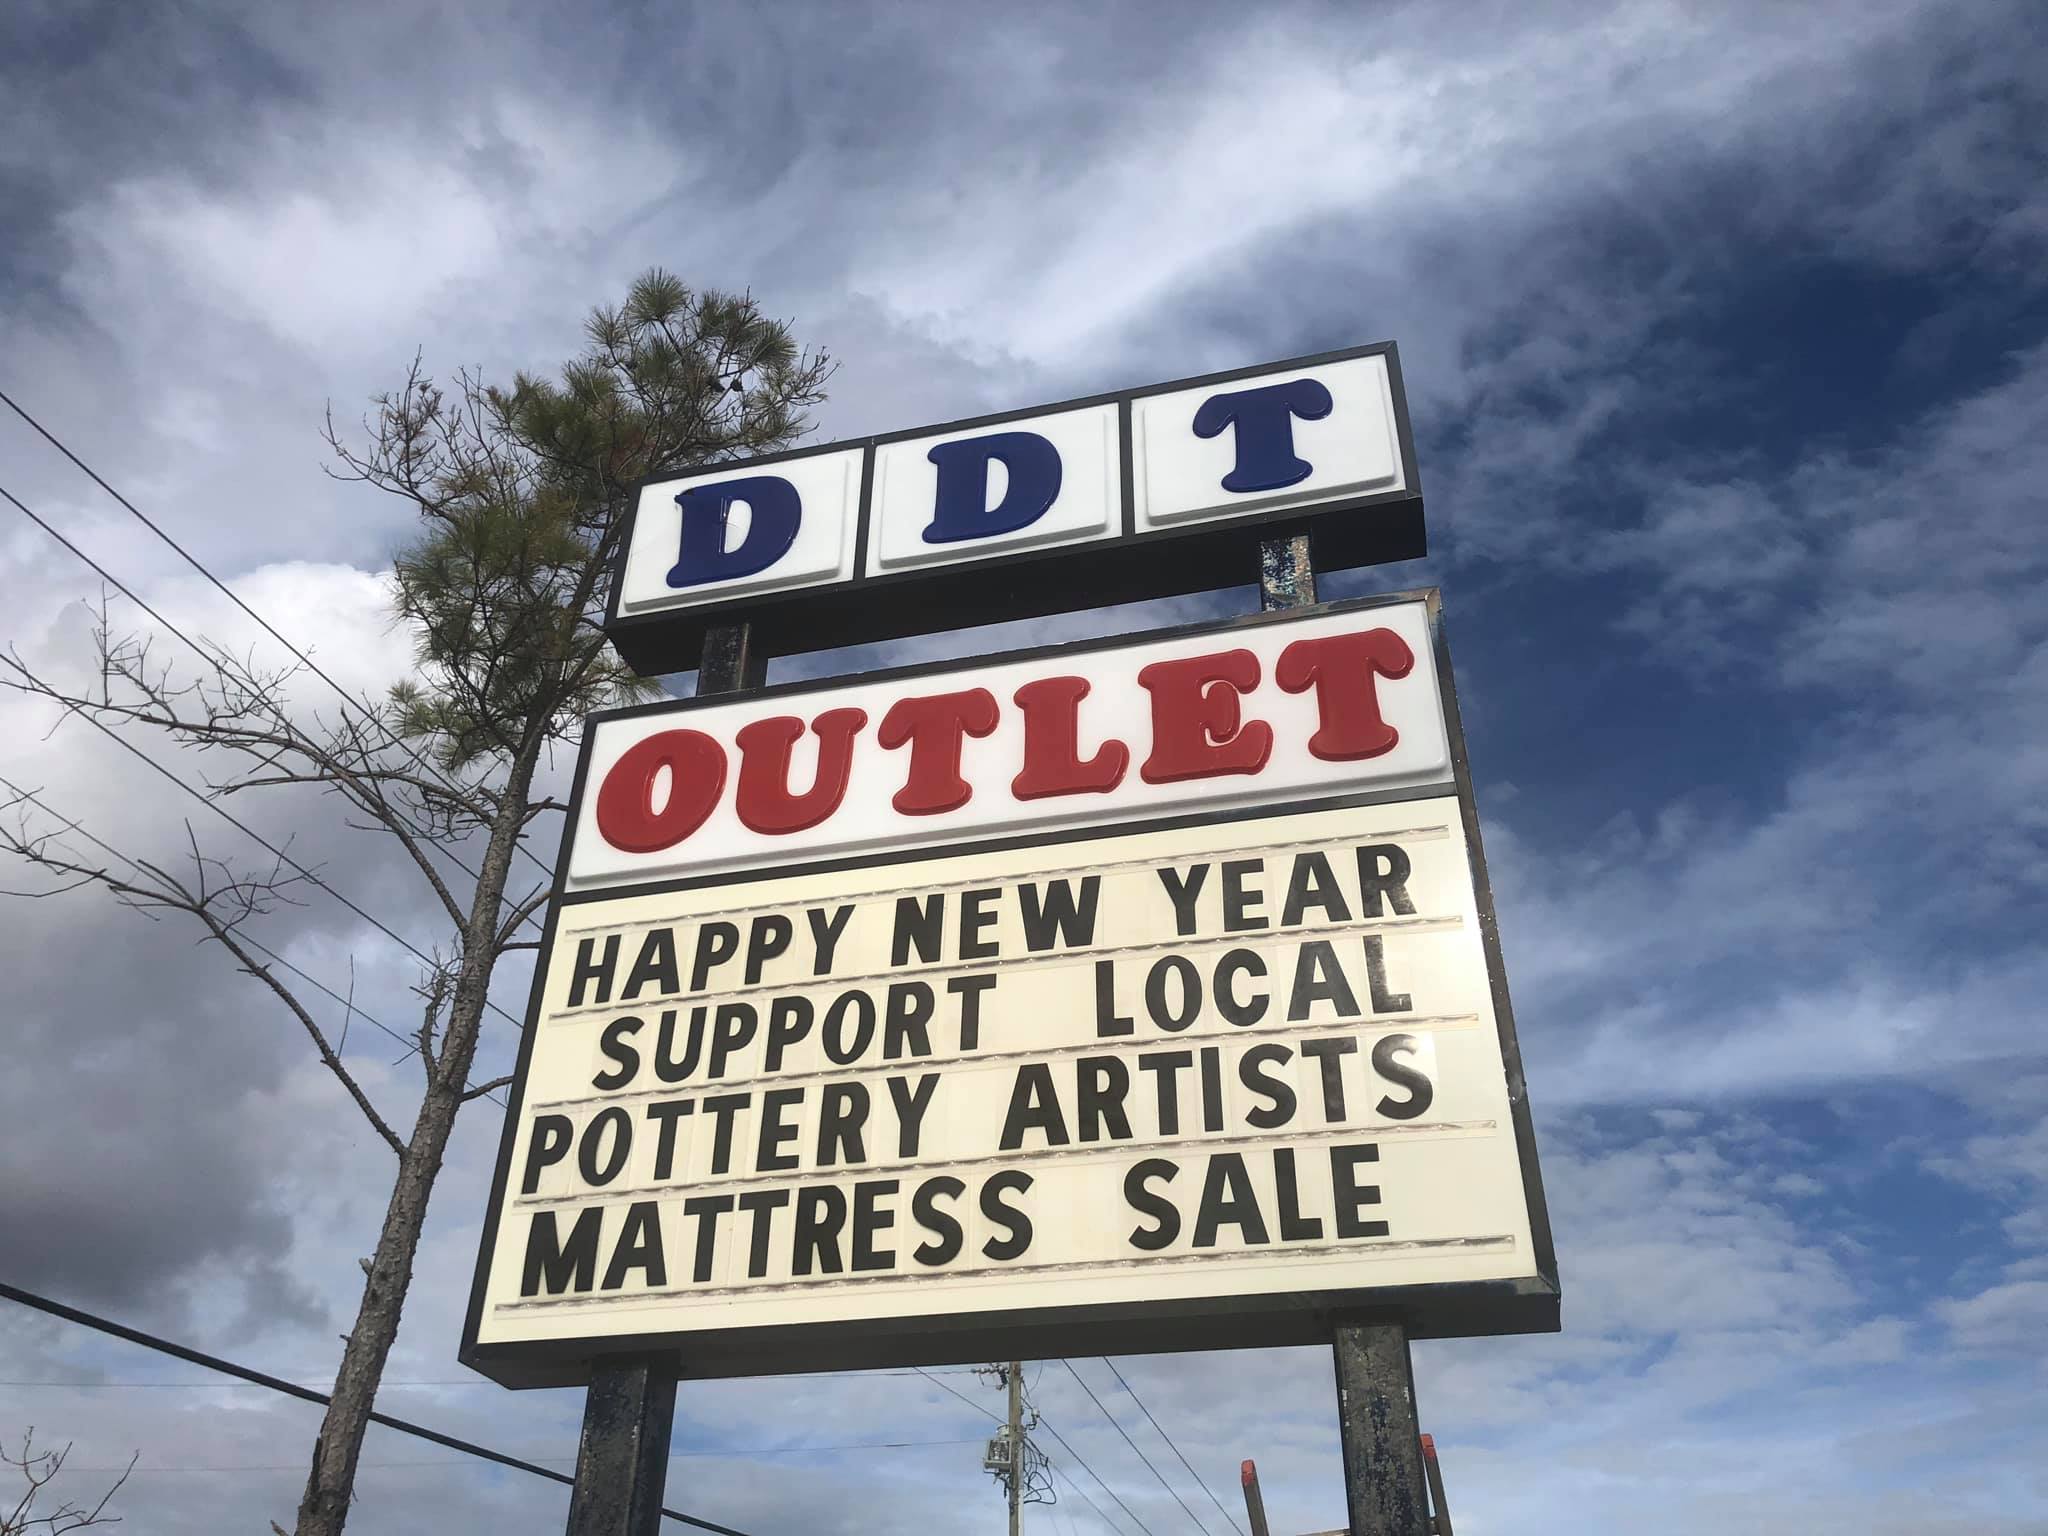 DDT
OUTLET
HAPPY NEW YEAR
SUPPORT LOCAL
POTTERY ARTISTS
MATTRESS SALE